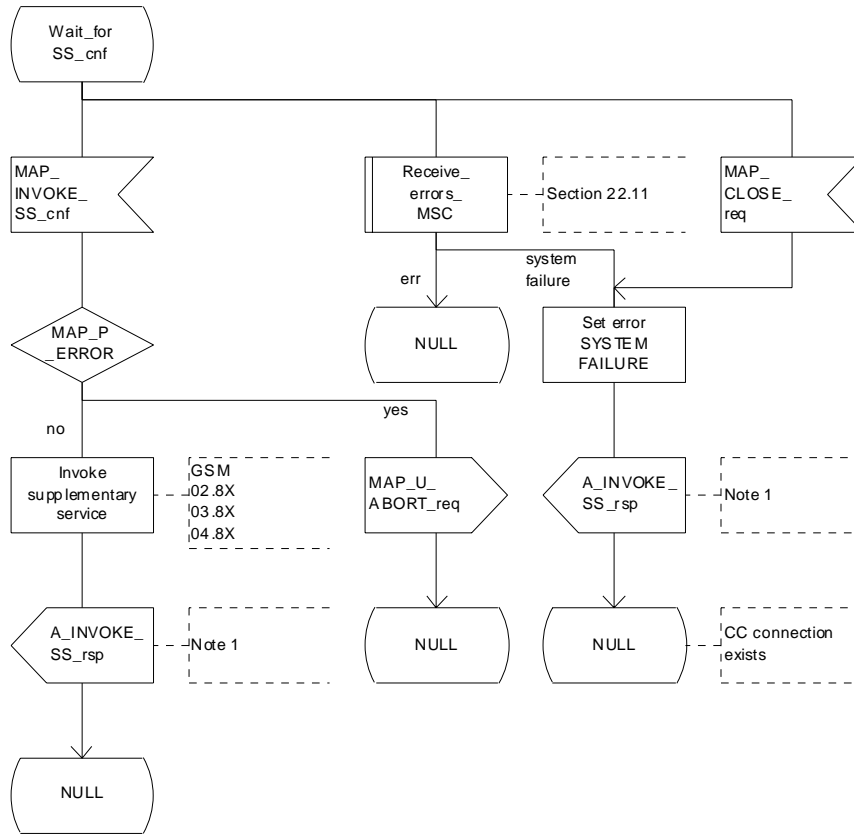 Wait_for
SS_cnf
MAP_
INVOKE_
SS_cnf
Receive_
errors_
MSC
Section 22.11
MAP_
CLOSE_
req
err
system
failure
MAP_P
_ERROR
NULL
Set error
SYSTEM
FAILURE
no
yes
Invoke
supplementary
service
GSM
02.8X
03.8X
04.8X
MAP_U_
ABORT_req
A_INVOKE_
SS_rsp
Note 1
A_INVOKE_
SS_rsp
Note 1
NULL
NULL
CC connection
exists
NULL